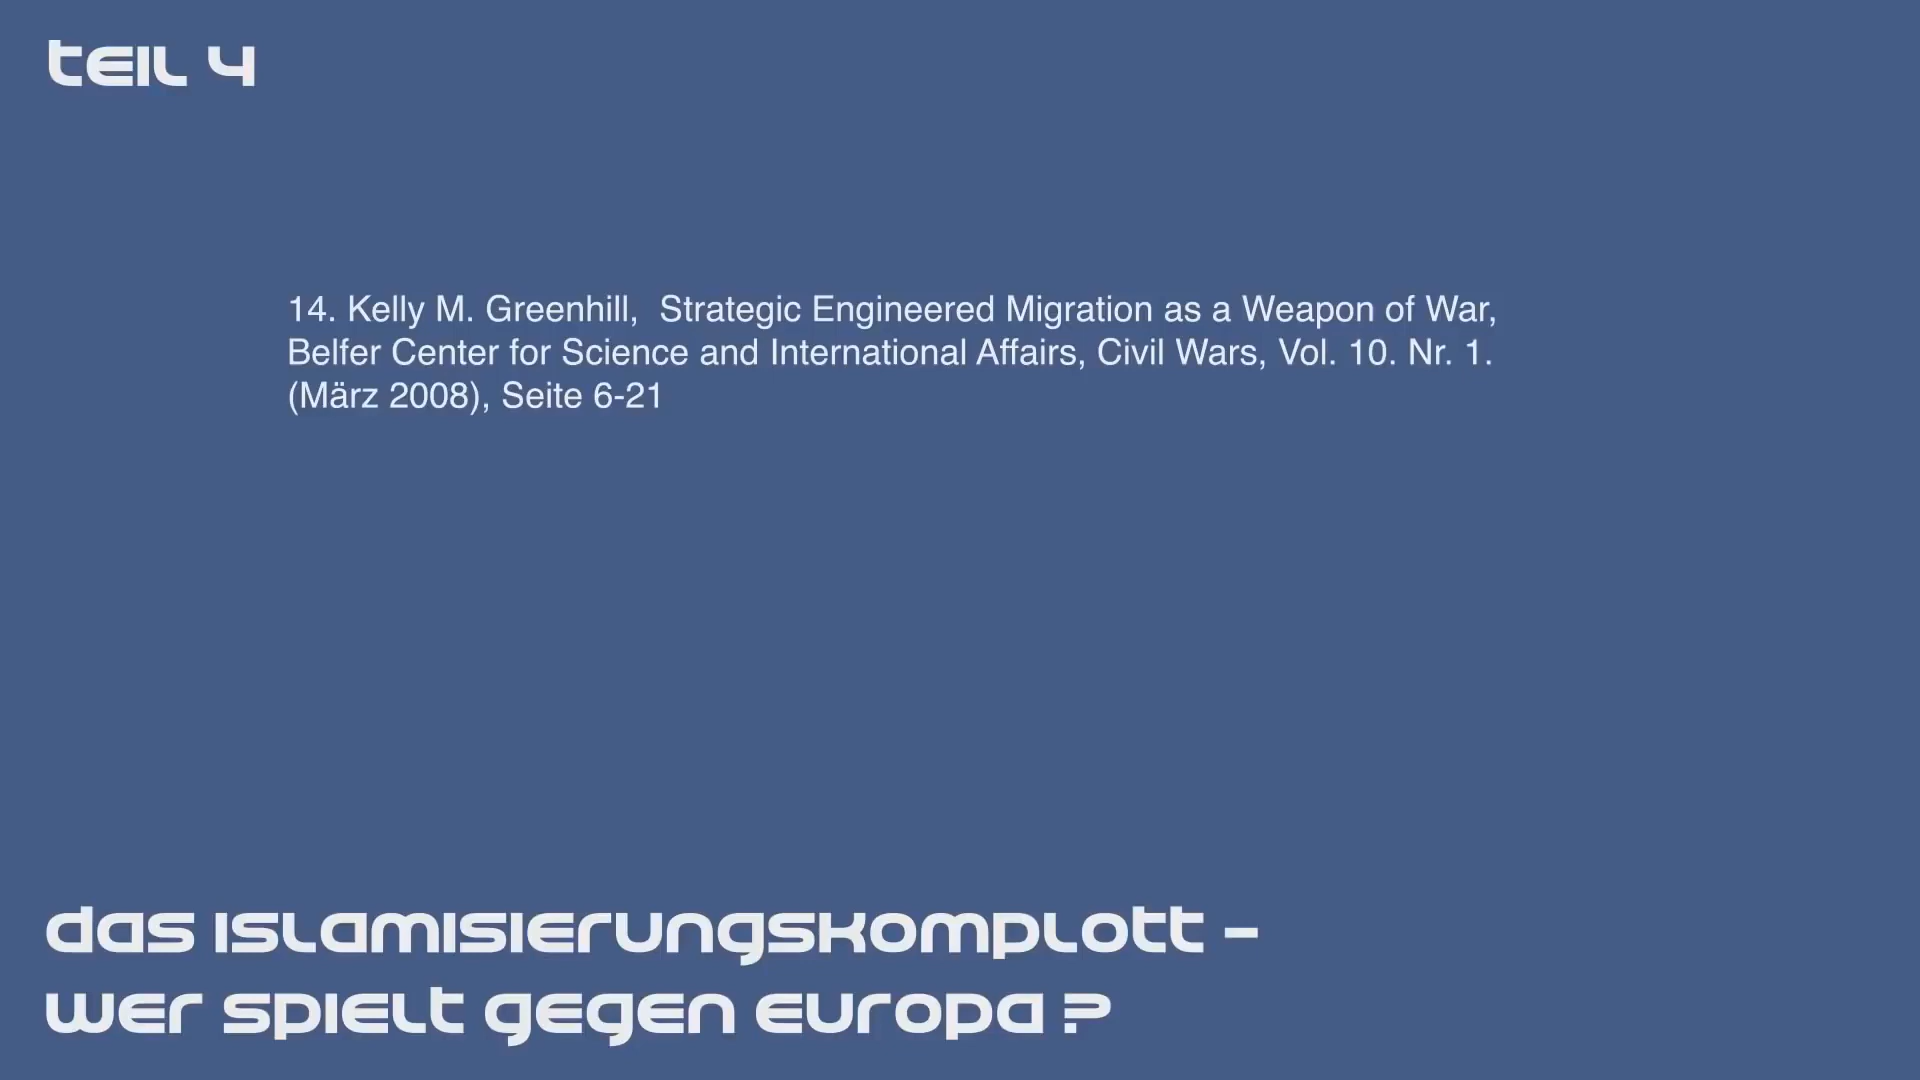 Teil 4
14. Kelly M. Greenhill,  Strategic Engineered Migration as a Weapon of War,
Belfer Center for Science and International Affairs, Civil Wars, Vol. 10. Nr. 1.
(März 2008), Seite 6-21
das Islamisierungskomplott –
wer spielt gegen Europa ?